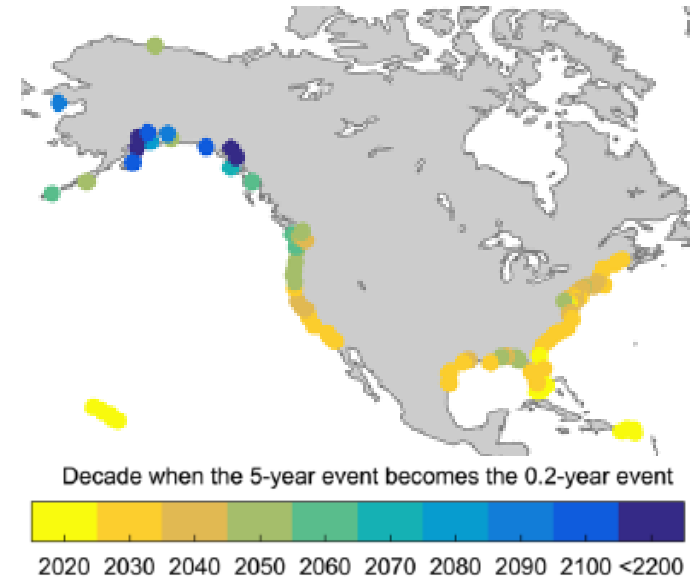 Decade when the 5-year event becomes the 0.2-year event
2020 2030 2040 2050 2060 2070 2080 2090 2100 <2200